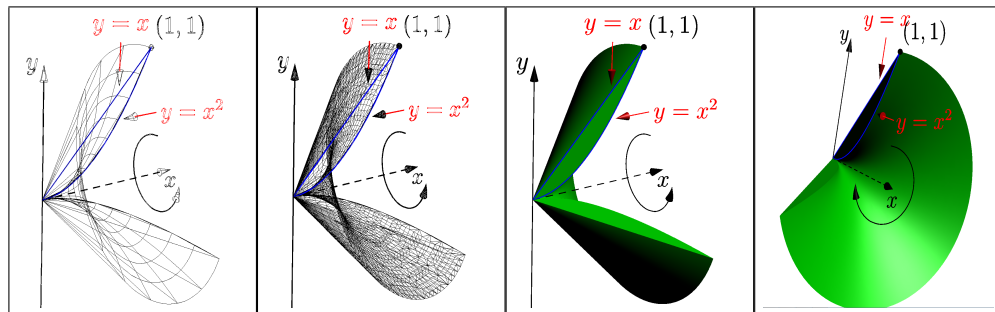 y = x (1, 1)
y
y = x²
x
y = x (1, 1)
y
y = x²
x
y = x (1, 1)
y
y = x²
x
y = x
y
(1, 1)
y = x²
x